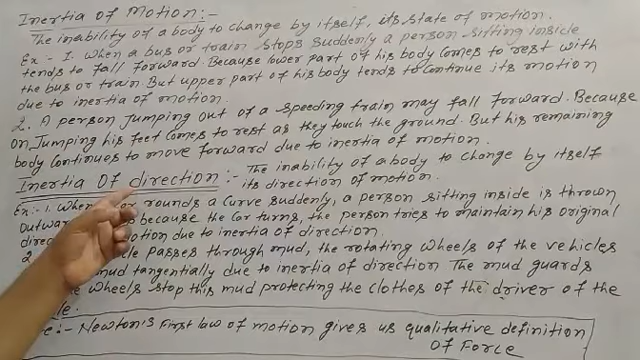 Inertia Of Motion:-
The inability of a body to change by itself, its state of motion.
Ex:- 1. When a bus or train stops suddenly a person sitting inside
tends to fall forward. Because lower part of his body comes to rest with
the bus or train. But upper part of his body tends to continue its motion
due to inertia of motion.
2. A person jumping out of a speeding train may fall forward. Because
on Jumping his feet comes to rest as they touch the ground. But his remaining
body continues to move forward due to inertia of motion.
Inertia Of direction:- The inability of a body to change by itself
its direction of motion.
Ex:- 1. When car rounds a curve suddenly, a person sitting inside is thrown
outward because the car turns, the person tries to maintain his original
motion due to inertia of direction.
2. passes through mud, the rotating wheels of the vehicles
mud tangentially due to inertia of direction The mud guards
wheels stop this mud protecting the clothes of the driver of the
:- Newton's First law of motion gives us qualitative definition
Of Force